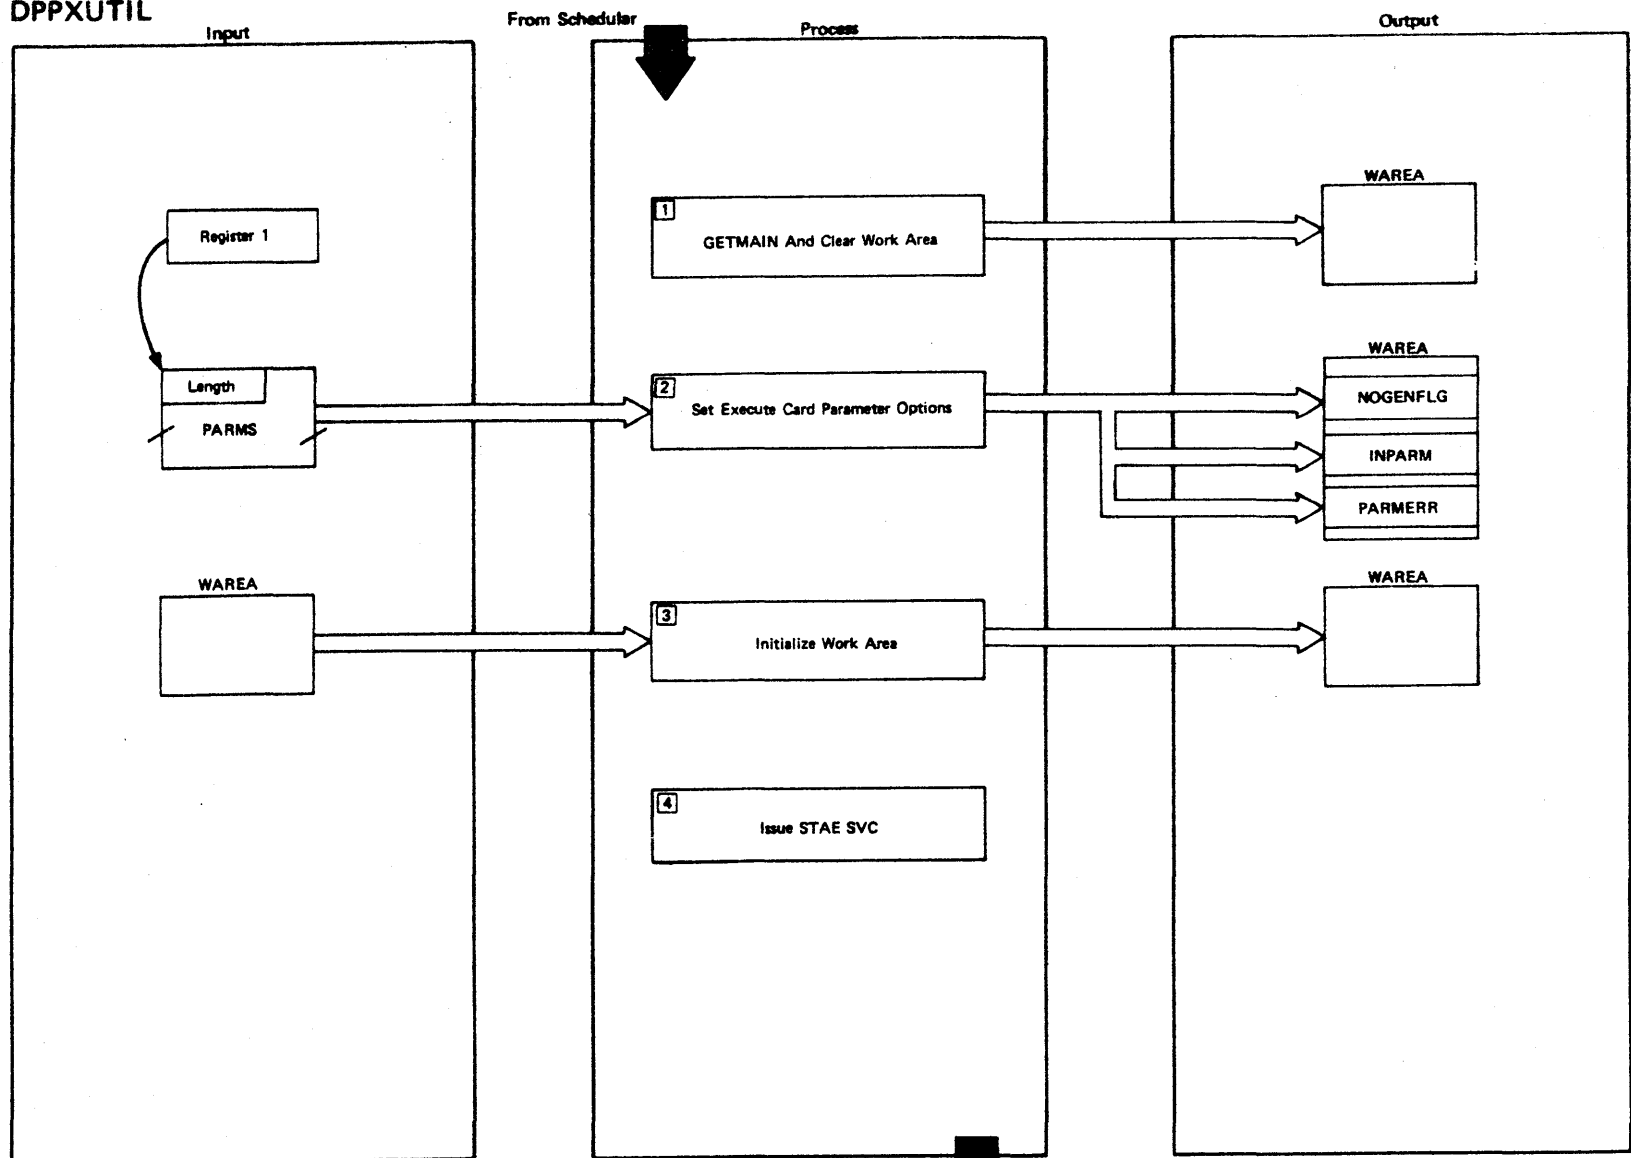 DPPXUTIL
Input
From Schedular
Process
Output
Register 1
Length
PARMS
WAREA
1
GETMAIN And Clear Work Area
2
Set Execute Card Parameter Options
3
Initialize Work Area
4
Issue STAE SVC
WAREA
WAREA
NOGENFLG
INPARM
PARMERR
WAREA